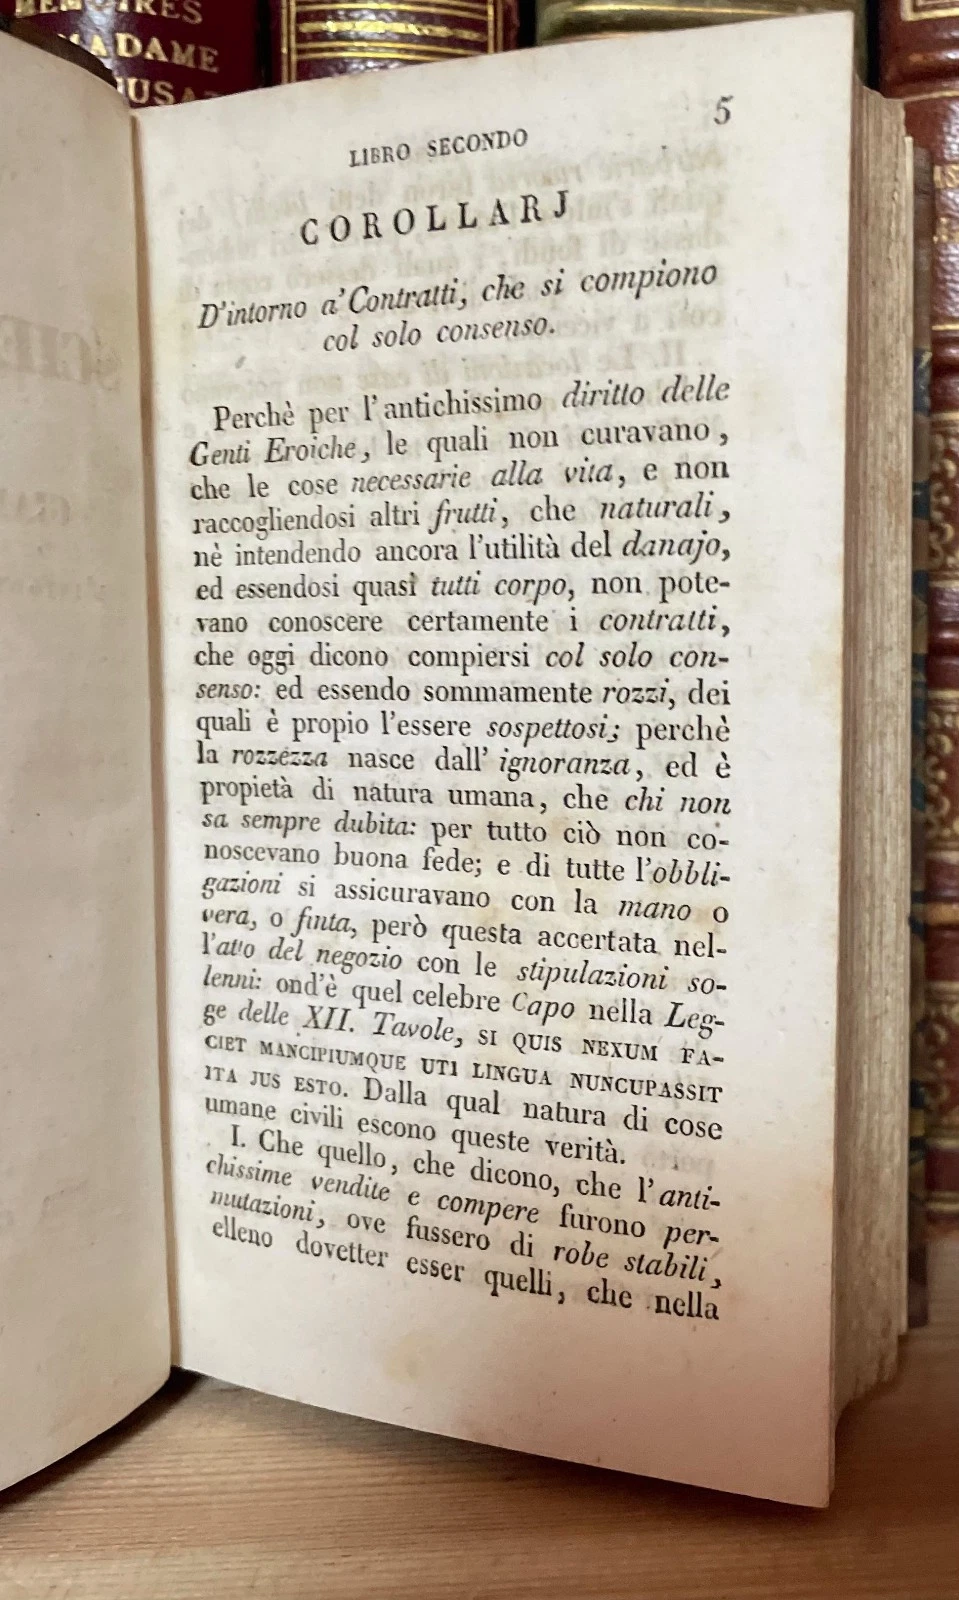 MEMOIRES
MADAME
5
LIBRO SECONDO
COROLLARJ
D'intorno a' Contratti, che si compiono
col solo consenso.
Perchè per l'antichissimo diritto delle
Genti Eroiche, le quali non curavano,
che le cose necessarie alla vita, e non
raccogliendosi altri frutti, che naturali,
nè intendendo ancora l'utilità del danajo,
ed essendosi quasi tutti corpo, non pote-
vano conoscere certamente i contratti,
che oggi dicono compiersi col solo con-
senso: ed essendo sommamente rozzi, dei
quali è propio l'essere sospettosi; perchè
la rozzezza nasce dall' ignoranza, ed è
propietà di natura umana, che chi non
sa sempre dubita: per tutto ciò non co-
noscevano buona fede; e di tutte l'obbli-
gazioni si assicuravano con la mano o
vera, o finta, però questa accertata nel-
l'atto del negozio con le stipulazioni so-
lenni: ond'è quel celebre Capo nella Leg-
ge delle XII. Tavole, SI QUIS NEXUM FA-
CIET MANCIPIUMQUE UTI LINGUA NUNCUPASSIT
ITA JUS ESTO. Dalla qual natura di cose
umane civili escono queste verità.
I. Che quello, che dicono, che l'anti-
chissime vendite e compere furono per-
mutazioni, ove fussero di robe stabili,
elleno dovetter esser quelli, che nella